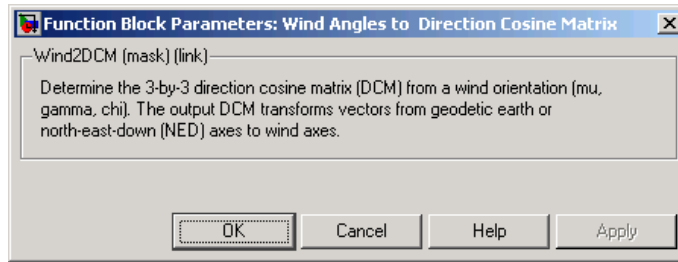 Function Block Parameters: Wind Angles to Direction Cosine Matrix
Wind2DCM (mask) (link)
Determine the 3-by-3 direction cosine matrix (DCM) from a wind orientation (mu,
gamma, chi). The output DCM transforms vectors from geodetic earth or
north-east-down (NED) axes to wind axes.
OK Cancel Help Apply